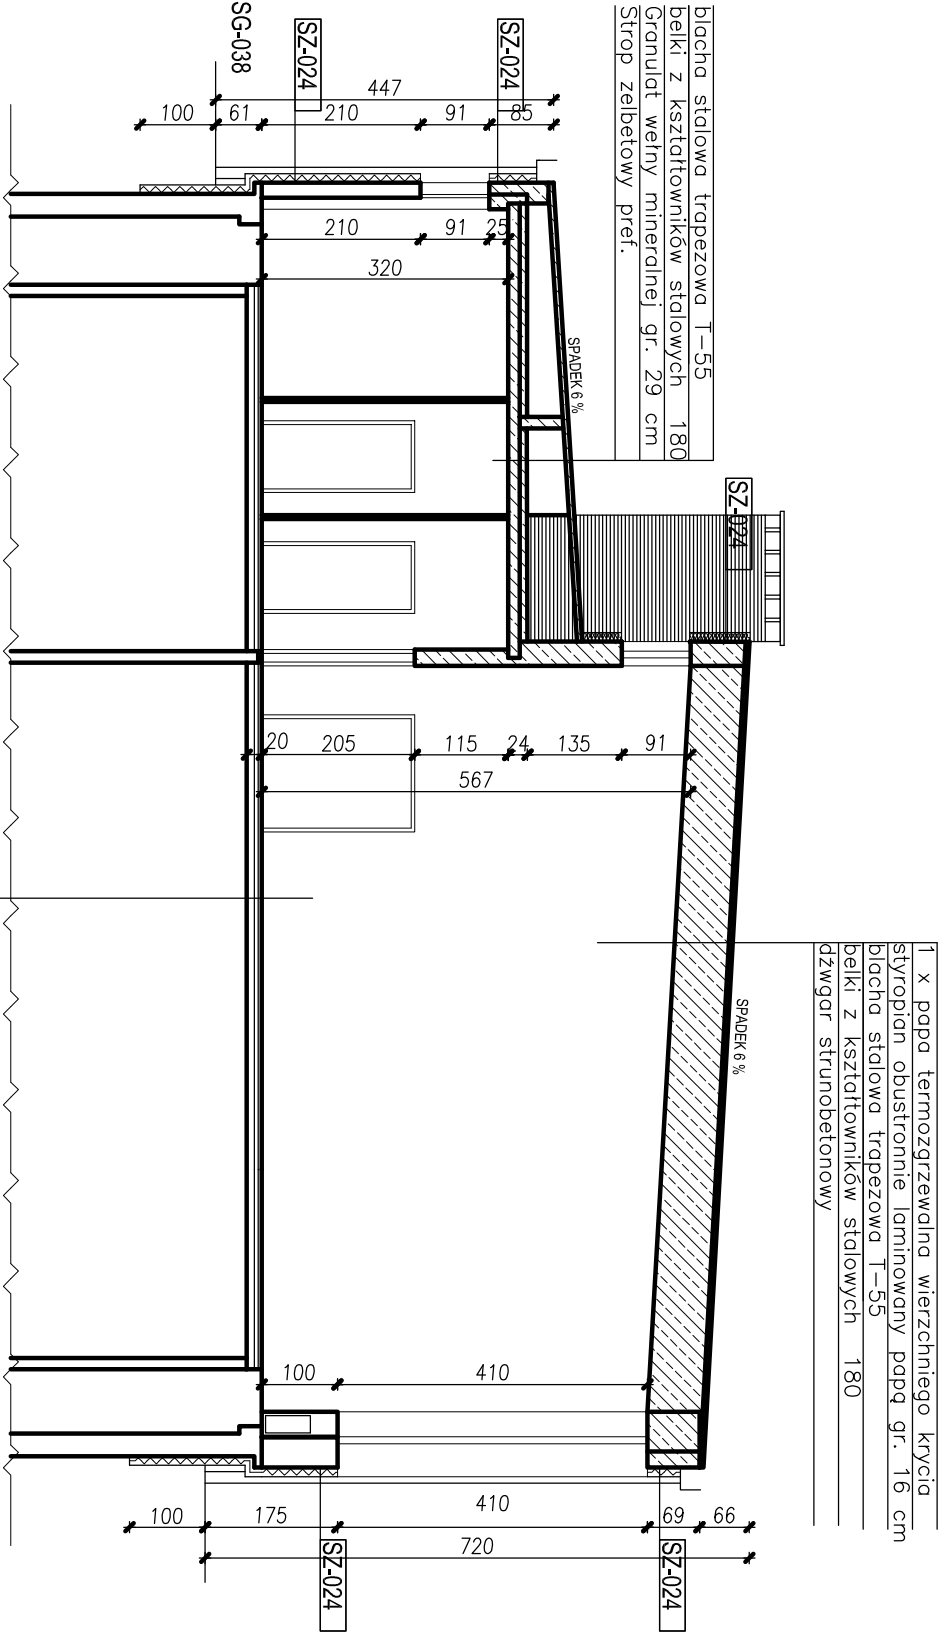 1 x papa termozgrzewalna wierzchniego krycia
styropian obustronnie laminowany papą gr. 16 cm
blacha stalowa trapezowa T-55
belki z kształtowników stalowych 180
dźwgar strunobetonowy
blacha stalowa trapezowa T-55
belki z kształtowników stalowych 180
Granulat wełny mineralnej gr. 29 cm
Strop zelbetowy pref.
SZ-024
SPADEK 6 %
SPADEK 6 %
SZ-024
SZ-024
SG-038
447
100
61
210
91
85
210
91
25
320
20
205
115
24
135
91
567
100
410
100
175
410
69
66
720
SZ-024
SZ-024